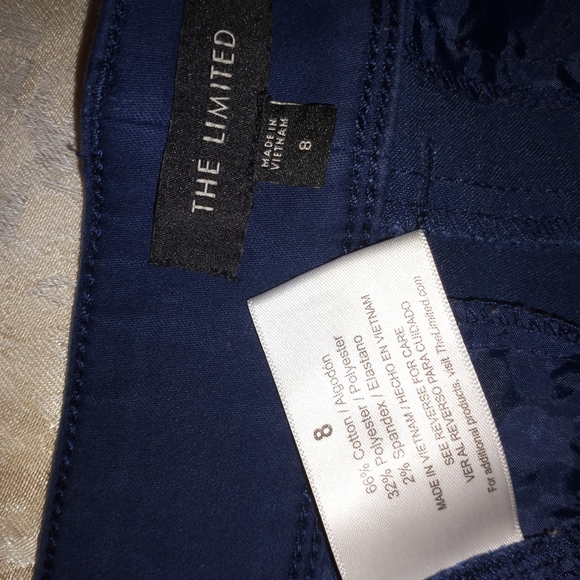 THE LIMITED
MADE IN
VIETNAM
8
8
66% Cotton / Algodón
32% Polyester / Polyester
2% Spandex / Elastano
MADE IN VIETNAM / HECHO EN VIETNAM
SEE REVERSE FOR CARE
VER AL REVERSO PARA CUIDADO
For additional products, visit TheLimited.com